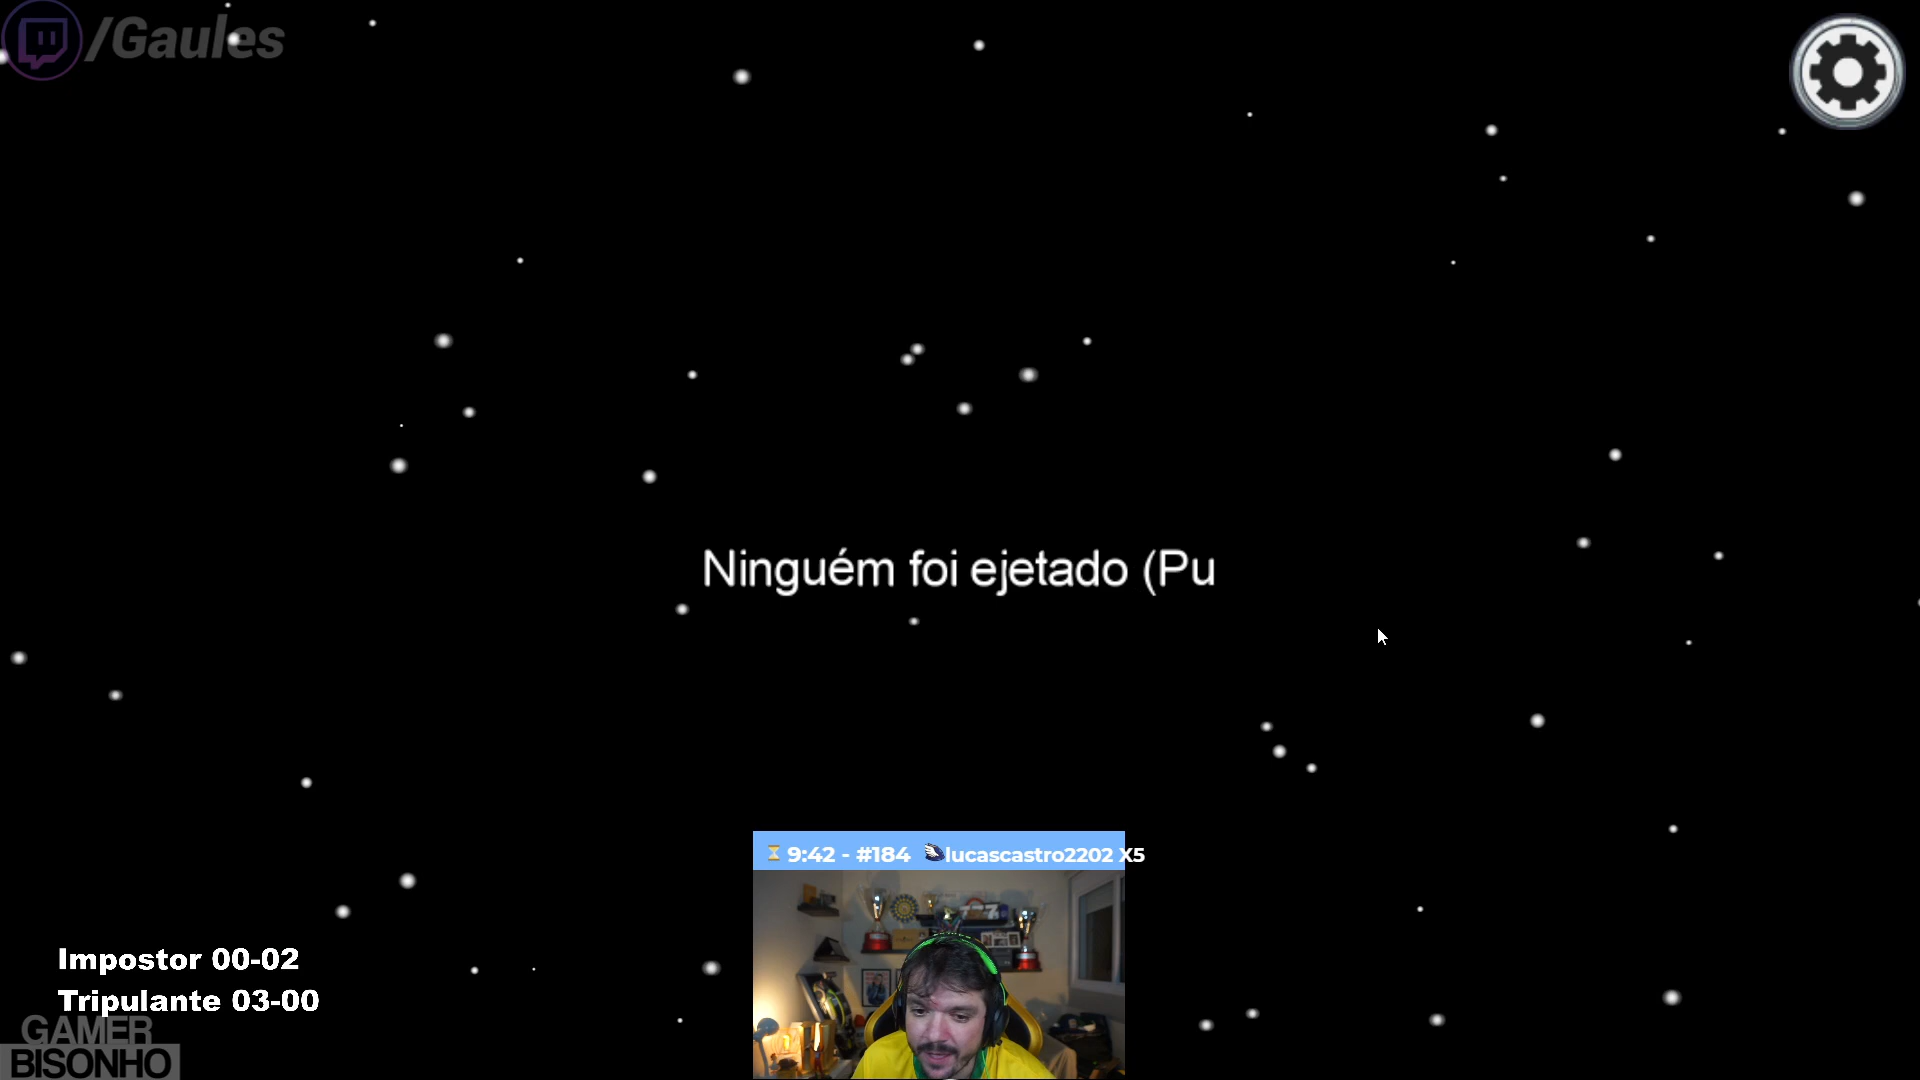 /Gaules
Ninguém foi ejetado (Pu
9:42 - #184 lucascastro2202 X5
Impostor 00-02
Tripulante 03-00
GAMER
BISONHO